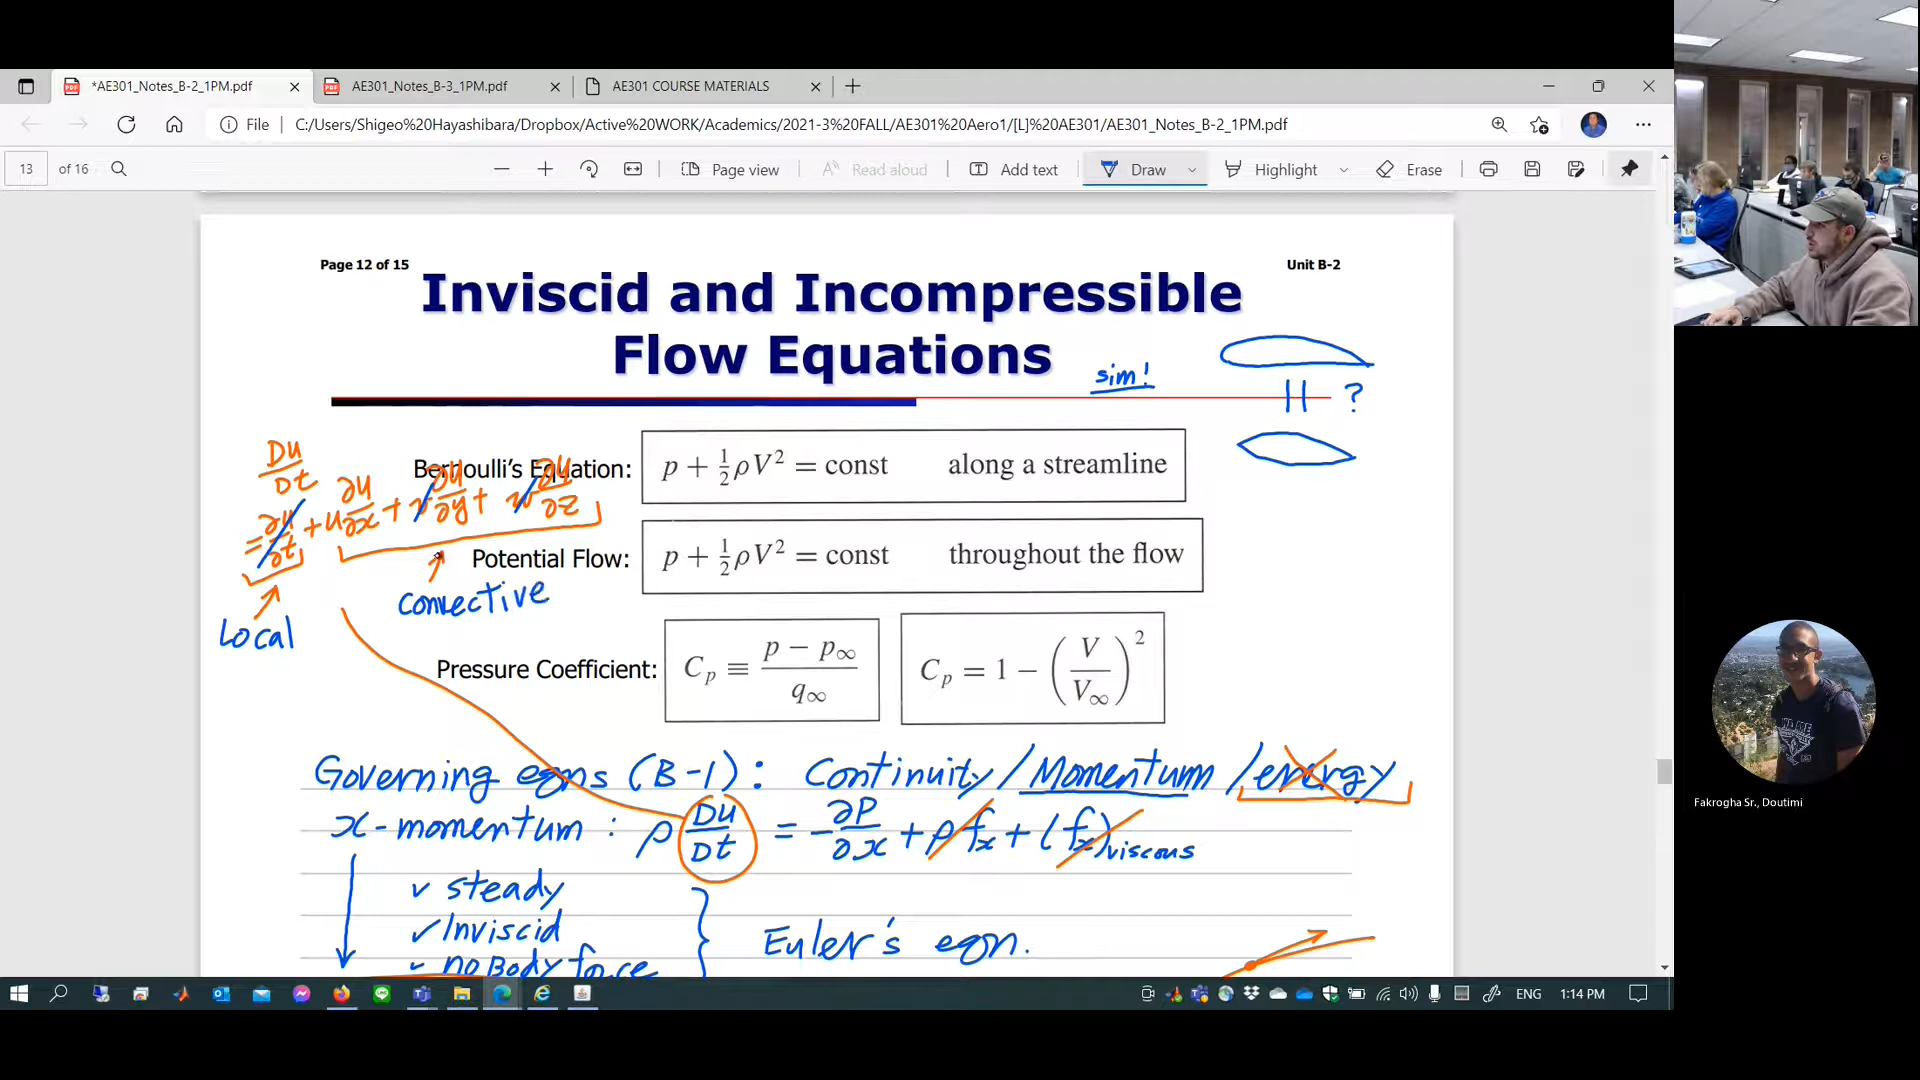 *AE301_Notes_B-2_1PM.pdf
AE301_Notes_B-3_1PM.pdf
AE301 COURSE MATERIALS
File | C:/Users/Shigeo%20Hayashibara/Dropbox/Active%20WORK/Academics/2021-3%20FALL/AE301%20Aero1/[L]%20AE301/AE301_Notes_B-2_1PM.pdf
13 of 16 Page view Read aloud Add text Draw Highlight Erase
Page 12 of 15
Unit B-2
Inviscid and Incompressible
Flow Equations
sim!
?
Du/Dt
= ∂u/∂t + u ∂u/∂x + v ∂u/∂y + w ∂u/∂z
Local
convective
Bernoulli's Equation: p + ½ρV² = const along a streamline
Potential Flow: p + ½ρV² = const throughout the flow
Pressure Coefficient: Cₚ ≡ (p − p∞)/q∞ Cₚ = 1 − (V/V∞)²
Governing eqns (B-1): Continuity / Momentum / energy
x-momentum : ρ Du/Dt = −∂P/∂x + ρfₓ + (fₓ)viscous
✓ steady
✓ Inviscid
✓ no Body force
Euler's eqn.
Fakrogha Sr., Doutimi
ENG 1:14 PM